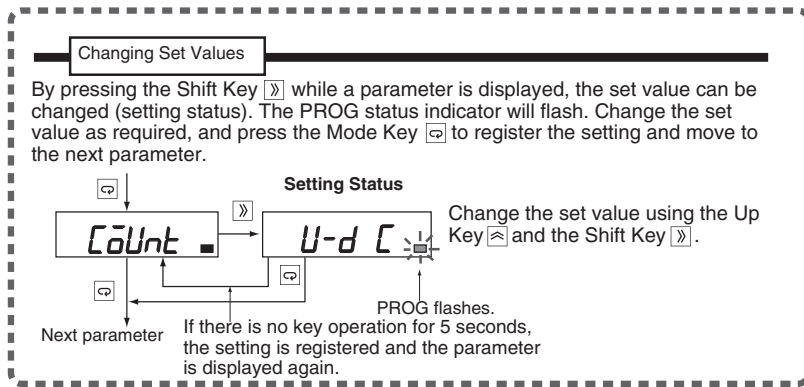 Changing Set Values
By pressing the Shift Key while a parameter is displayed, the set value can be
changed (setting status). The PROG status indicator will flash. Change the set
value as required, and press the Mode Key to register the setting and move to
the next parameter.
Setting Status
CoUnt
U-d C
Change the set value using the Up
Key and the Shift Key .
PROG flashes.
Next parameter
If there is no key operation for 5 seconds,
the setting is registered and the parameter
is displayed again.